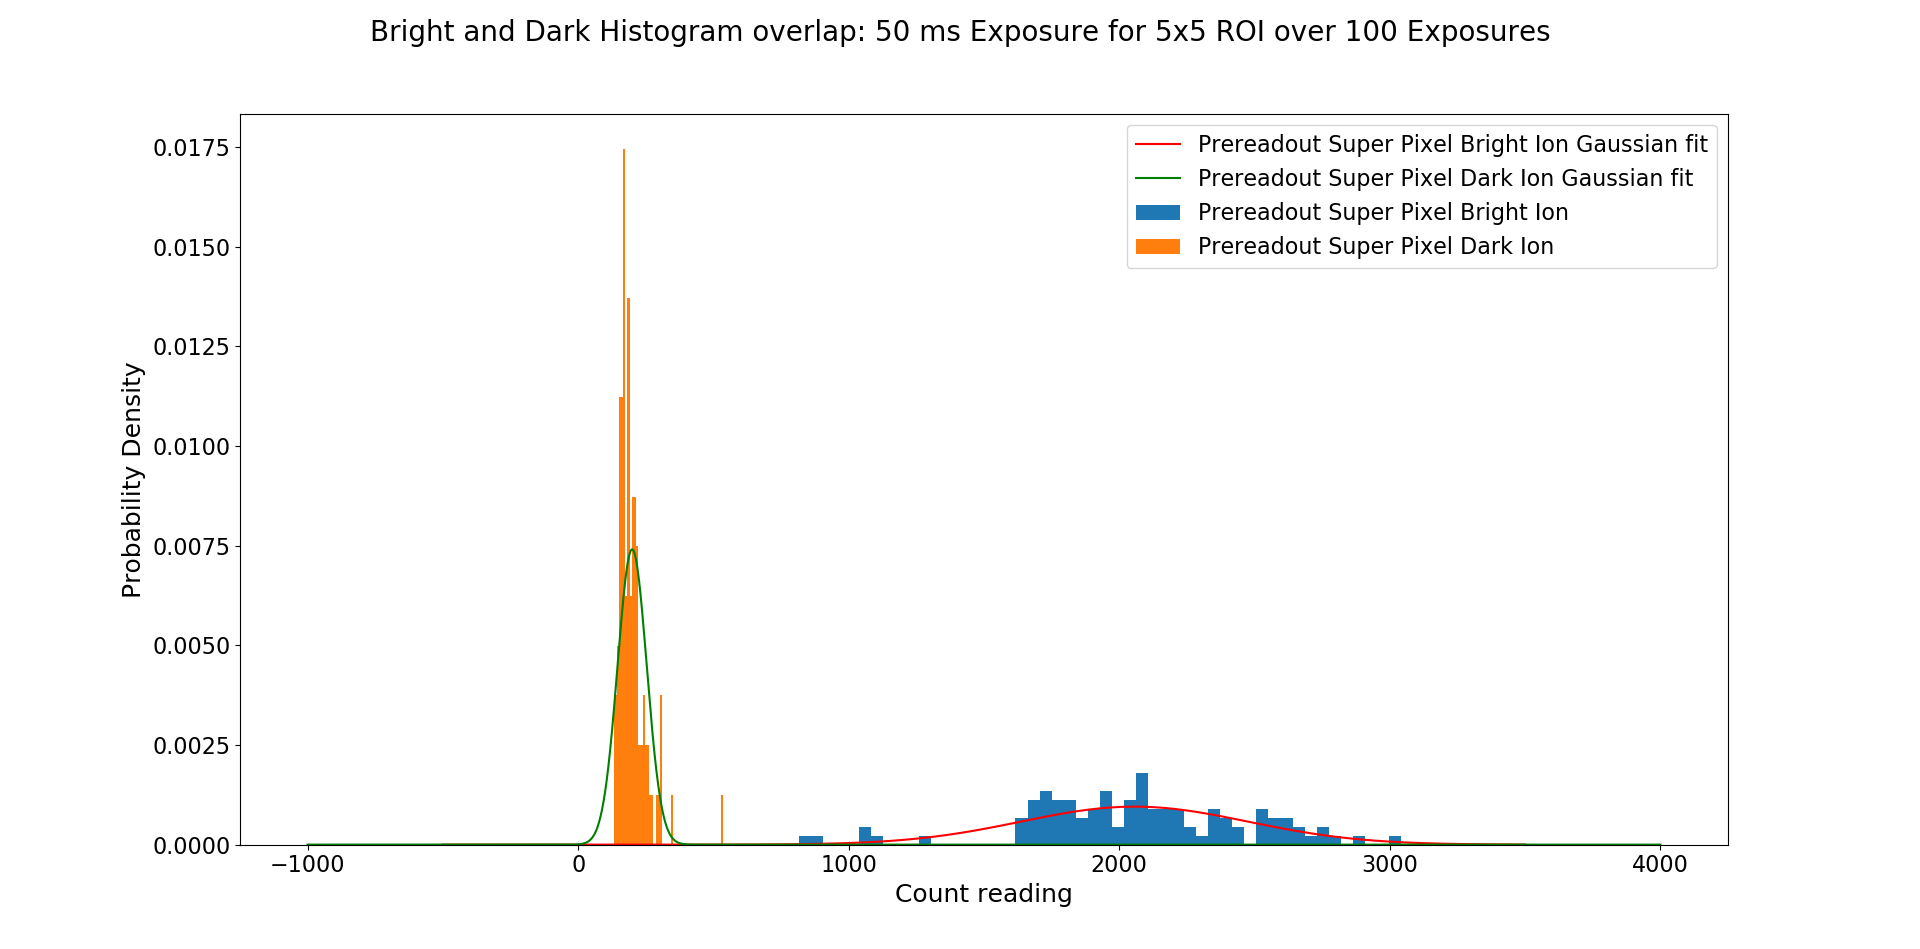 Bright and Dark Histogram overlap: 50 ms Exposure for 5x5 ROI over 100 Exposures
Prereadout Super Pixel Bright Ion Gaussian fit
Prereadout Super Pixel Dark Ion Gaussian fit
Prereadout Super Pixel Bright Ion
Prereadout Super Pixel Dark Ion
Probability Density
0.0175
0.0150
0.0125
0.0100
0.0075
0.0050
0.0025
0.0000
−1000 0 1000 2000 3000 4000
Count reading